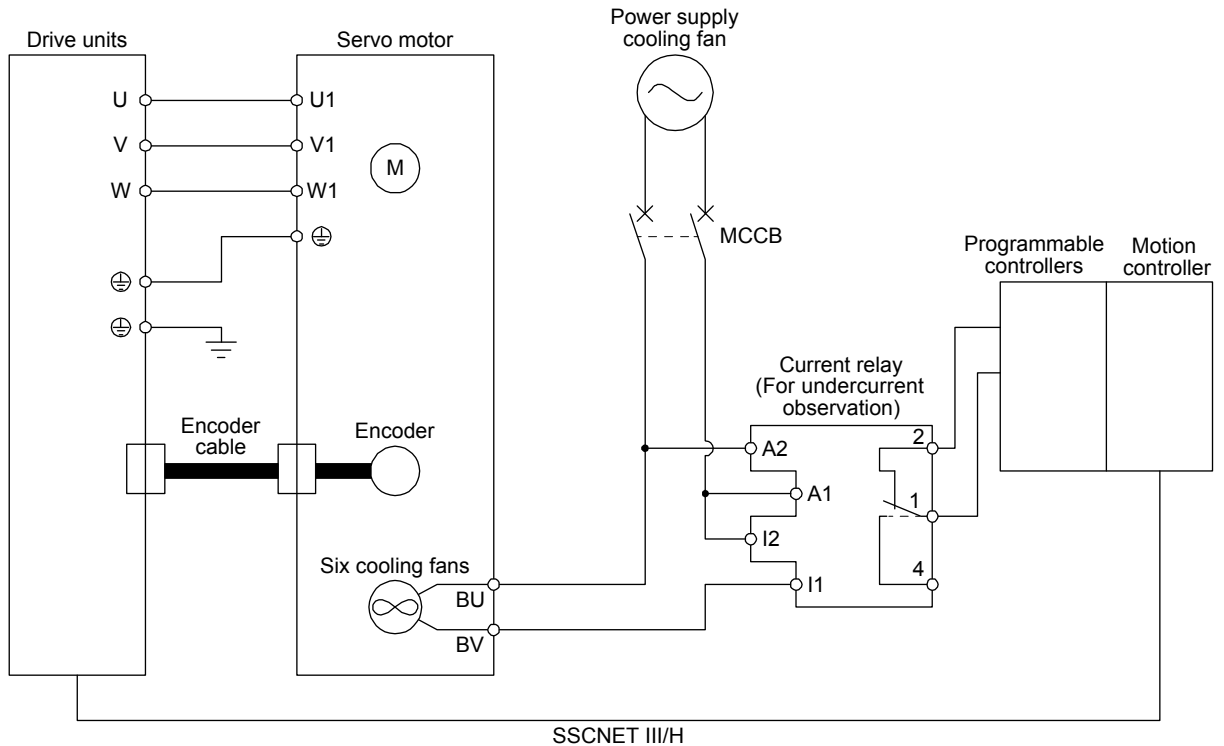 Power supply
cooling fan
Drive units
Servo motor
U
U1
V
V1
M
W
W1
MCCB
Programmable
controllers
Motion
controller
Current relay
(For undercurrent
observation)
Encoder
cable
Encoder
2
A2
A1
1
I2
Six cooling fans
I1
4
BU
BV
SSCNET III/H